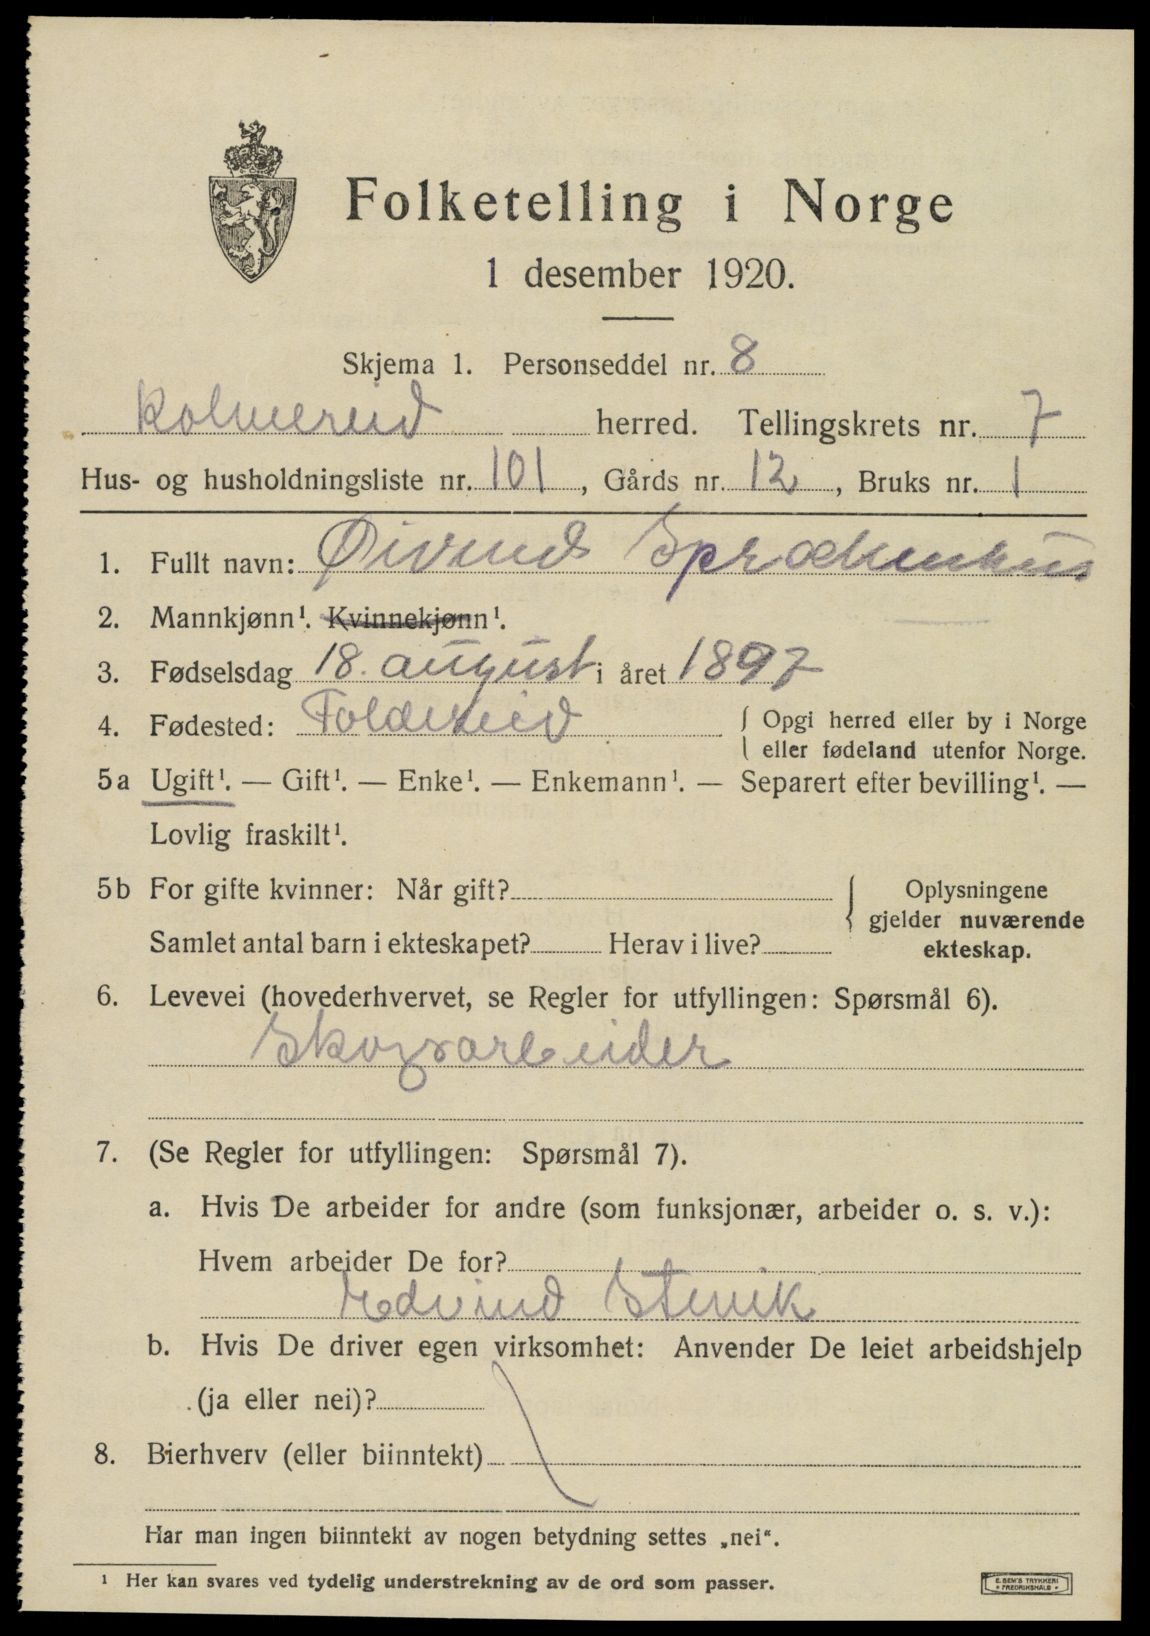 Folketelling i Norge
1 desember 1920.
Skjema 1. Personseddel nr. 8
Kolvereid herred. Tellingskrets nr. 7
Hus- og husholdningsliste nr. 101, Gårds nr. 12, Bruks nr. 1
1. Fullt navn: Øivind
2. Mannkjønn¹. Kvinnekjønn¹.
3. Fødselsdag 18. august i året 1897
4. Fødested: Foldereid { Opgi herred eller by i Norge
eller fødeland utenfor Norge.
5a Ugift¹. — Gift¹. — Enke¹. — Enkemann¹. — Separert efter bevilling¹. —
Lovlig fraskilt¹.
5b For gifte kvinner: Når gift? { Oplysningene
gjelder nuværende
Samlet antal barn i ekteskapet? Herav i live? ekteskap.
6. Levevei (hovederhvervet, se Regler for utfyllingen: Spørsmål 6).
Skogsarbeider
7. (Se Regler for utfyllingen: Spørsmål 7).
a. Hvis De arbeider for andre (som funksjonær, arbeider o. s. v.):
Hvem arbeider De for?
Edvind
b. Hvis De driver egen virksomhet: Anvender De leiet arbeidshjelp
(ja eller nei)?
8. Bierhverv (eller biinntekt)
Har man ingen biinntekt av nogen betydning settes „nei".
¹ Her kan svares ved tydelig understrekning av de ord som passer.
E. SEM'S TRYKKERI
• FREDRIKSHALD •